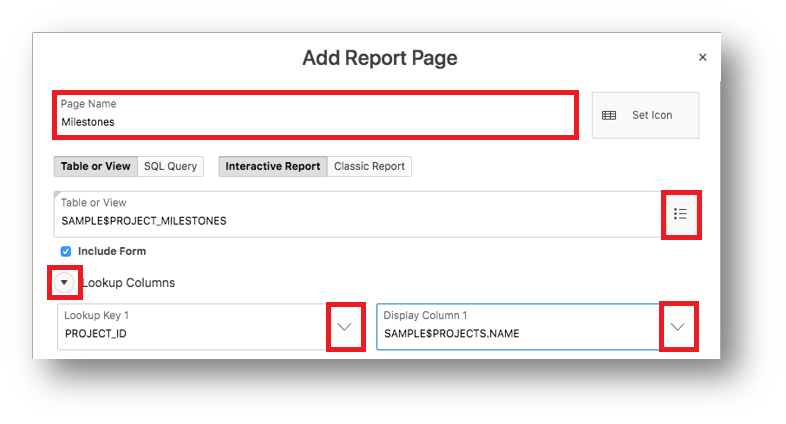 Add Report Page
×
Page Name
Milestones
Set Icon
Table or View SQL Query Interactive Report Classic Report
Table or View
SAMPLE$PROJECT_MILESTONES
Include Form
Lookup Columns
Lookup Key 1
PROJECT_ID
Display Column 1
SAMPLE$PROJECTS.NAME